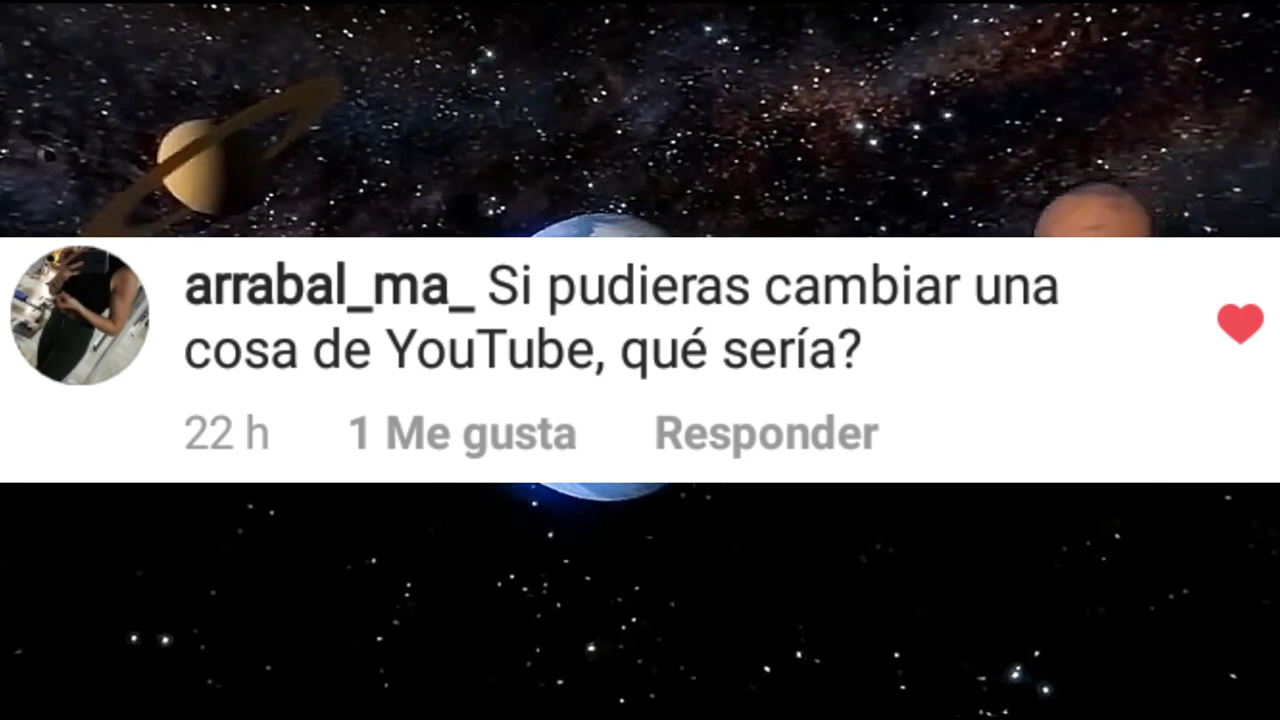 arrabal_ma_ Si pudieras cambiar una
cosa de YouTube, qué sería?
22 h 1 Me gusta Responder